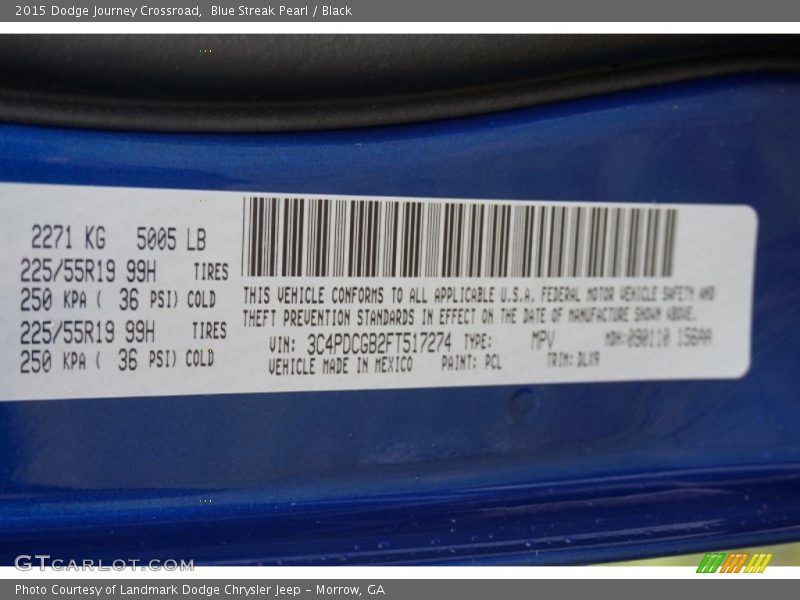 2015 Dodge Journey Crossroad, Blue Streak Pearl / Black
2271 KG 5005 LB
225/55R19 99H TIRES
250 KPA ( 36 PSI) COLD
225/55R19 99H TIRES
250 KPA ( 36 PSI) COLD
THIS VEHICLE CONFORMS TO ALL APPLICABLE U.S.A. FEDERAL MOTOR VEHICLE SAFETY AND
THEFT PREVENTION STANDARDS IN EFFECT ON THE DATE OF MANUFACTURE SHOWN ABOVE.
VIN: 3C4PDCGB2FT517274 TYPE: MPV MDH:090110 156AA
VEHICLE MADE IN MEXICO PAINT: PCL TRIM: DLX9
GTCARLOT.COM
Photo Courtesy of Landmark Dodge Chrysler Jeep – Morrow, GA